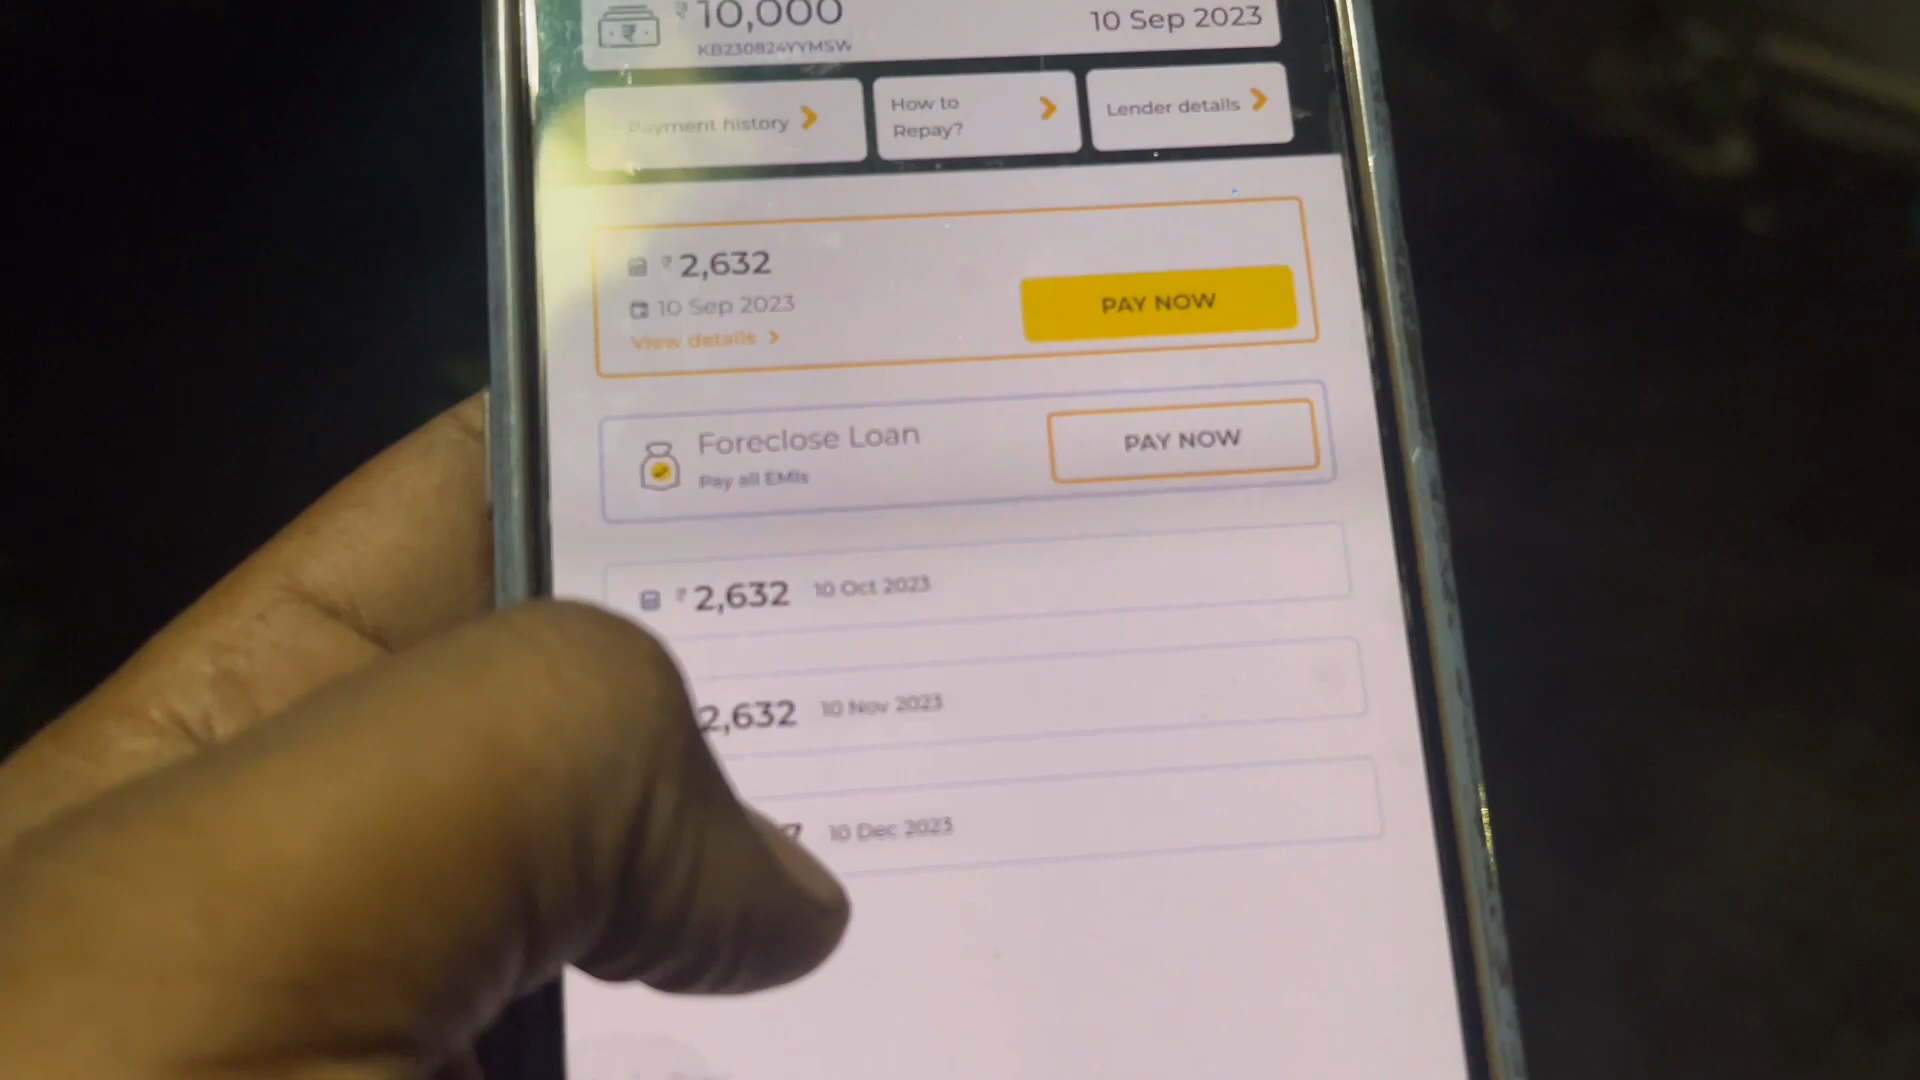 ₹ 10,000
10 Sep 2023
KB230824YYMSW
Payment history
How to
Repay?
Lender details
₹ 2,632
10 Sep 2023
View details
PAY NOW
Foreclose Loan
Pay all EMIs
PAY NOW
₹ 2,632 10 Oct 2023
2,632 10 Nov 2023
10 Dec 2023